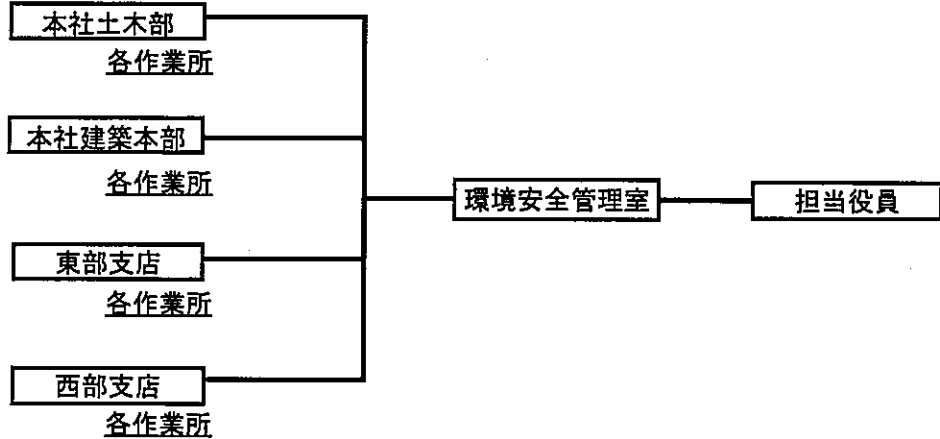 本社土木部
各作業所
本社建築本部
各作業所
環境安全管理室
担当役員
東部支店
各作業所
西部支店
各作業所